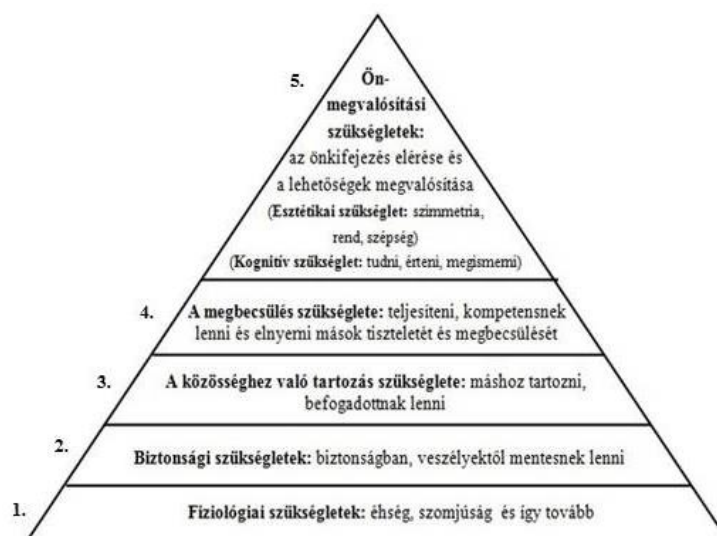 5. Ön-
megvalósítási
szükségletek:
az önkifejezés elérése és
a lehetőségek megvalósítása
(Esztétikai szükséglet: szimmetria,
rend, szépség)
(Kognitív szükséglet: tudni, érteni, megismerni)
4. A megbecsülés szükséglete: teljesíteni, kompetensnek
lenni és elnyerni mások tiszteletét és megbecsülését
3. A közösséghez való tartozás szükséglete: máshoz tartozni,
befogadottnak lenni
2. Biztonsági szükségletek: biztonságban, veszélyektől mentesnek lenni
1. Fiziológiai szükségletek: éhség, szomjúság és így tovább